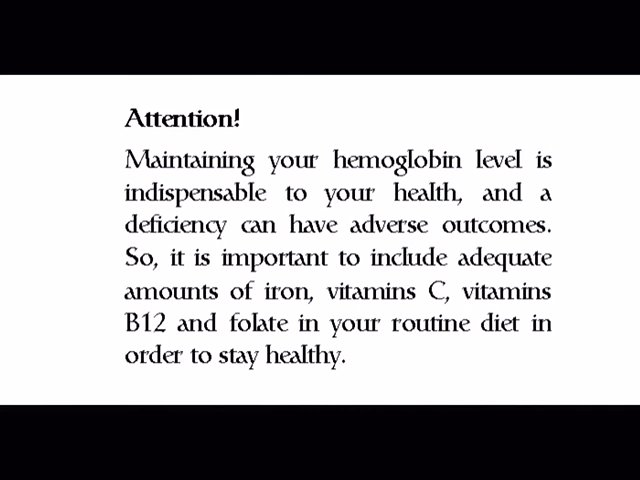 Attention!
Maintaining your hemoglobin level is
indispensable to your health, and a
deficiency can have adverse outcomes.
So, it is important to include adequate
amounts of iron, vitamins C, vitamins
B12 and folate in your routine diet in
order to stay healthy.